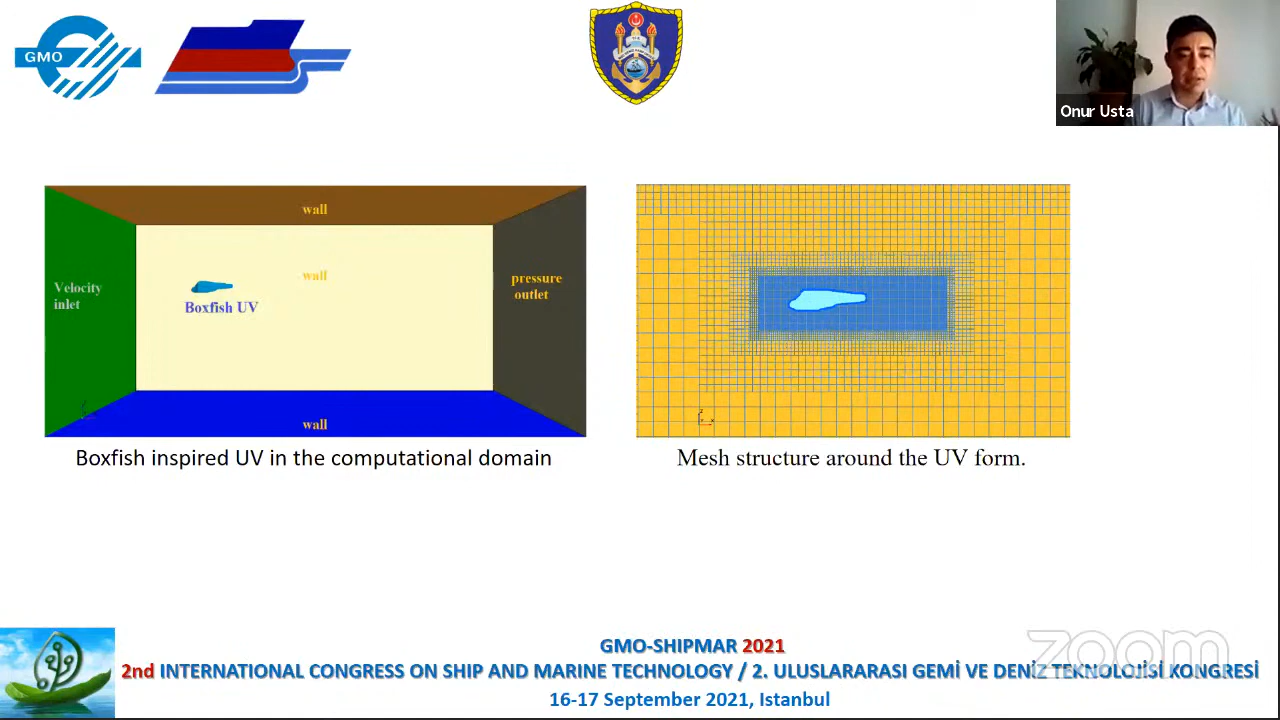 GMO
Onur Usta
wall
wall
Velocity
inlet
Boxfish UV
pressure
outlet
wall
Boxfish inspired UV in the computational domain
Mesh structure around the UV form.
GMO-SHIPMAR 2021
2nd INTERNATIONAL CONGRESS ON SHIP AND MARINE TECHNOLOGY / 2. ULUSLARARASI GEMİ VE DENİZ TEKNOLOJİSİ KONGRESİ
16-17 September 2021, Istanbul
zoom